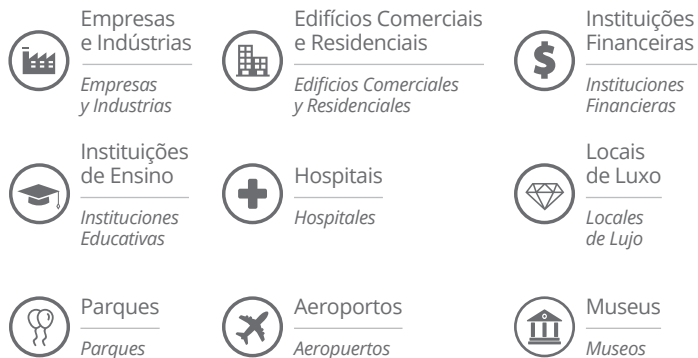 Empresas
e Indústrias
Empresas
y Industrias
Edifícios Comerciais
e Residenciais
Edificios Comerciales
y Residenciales
Instituições
Financeiras
Instituciones
Financieras
Instituições
de Ensino
Instituciones
Educativas
Hospitais
Hospitales
Locais
de Luxo
Locales
de Lujo
Parques
Parques
Aeroportos
Aeropuertos
Museus
Museos